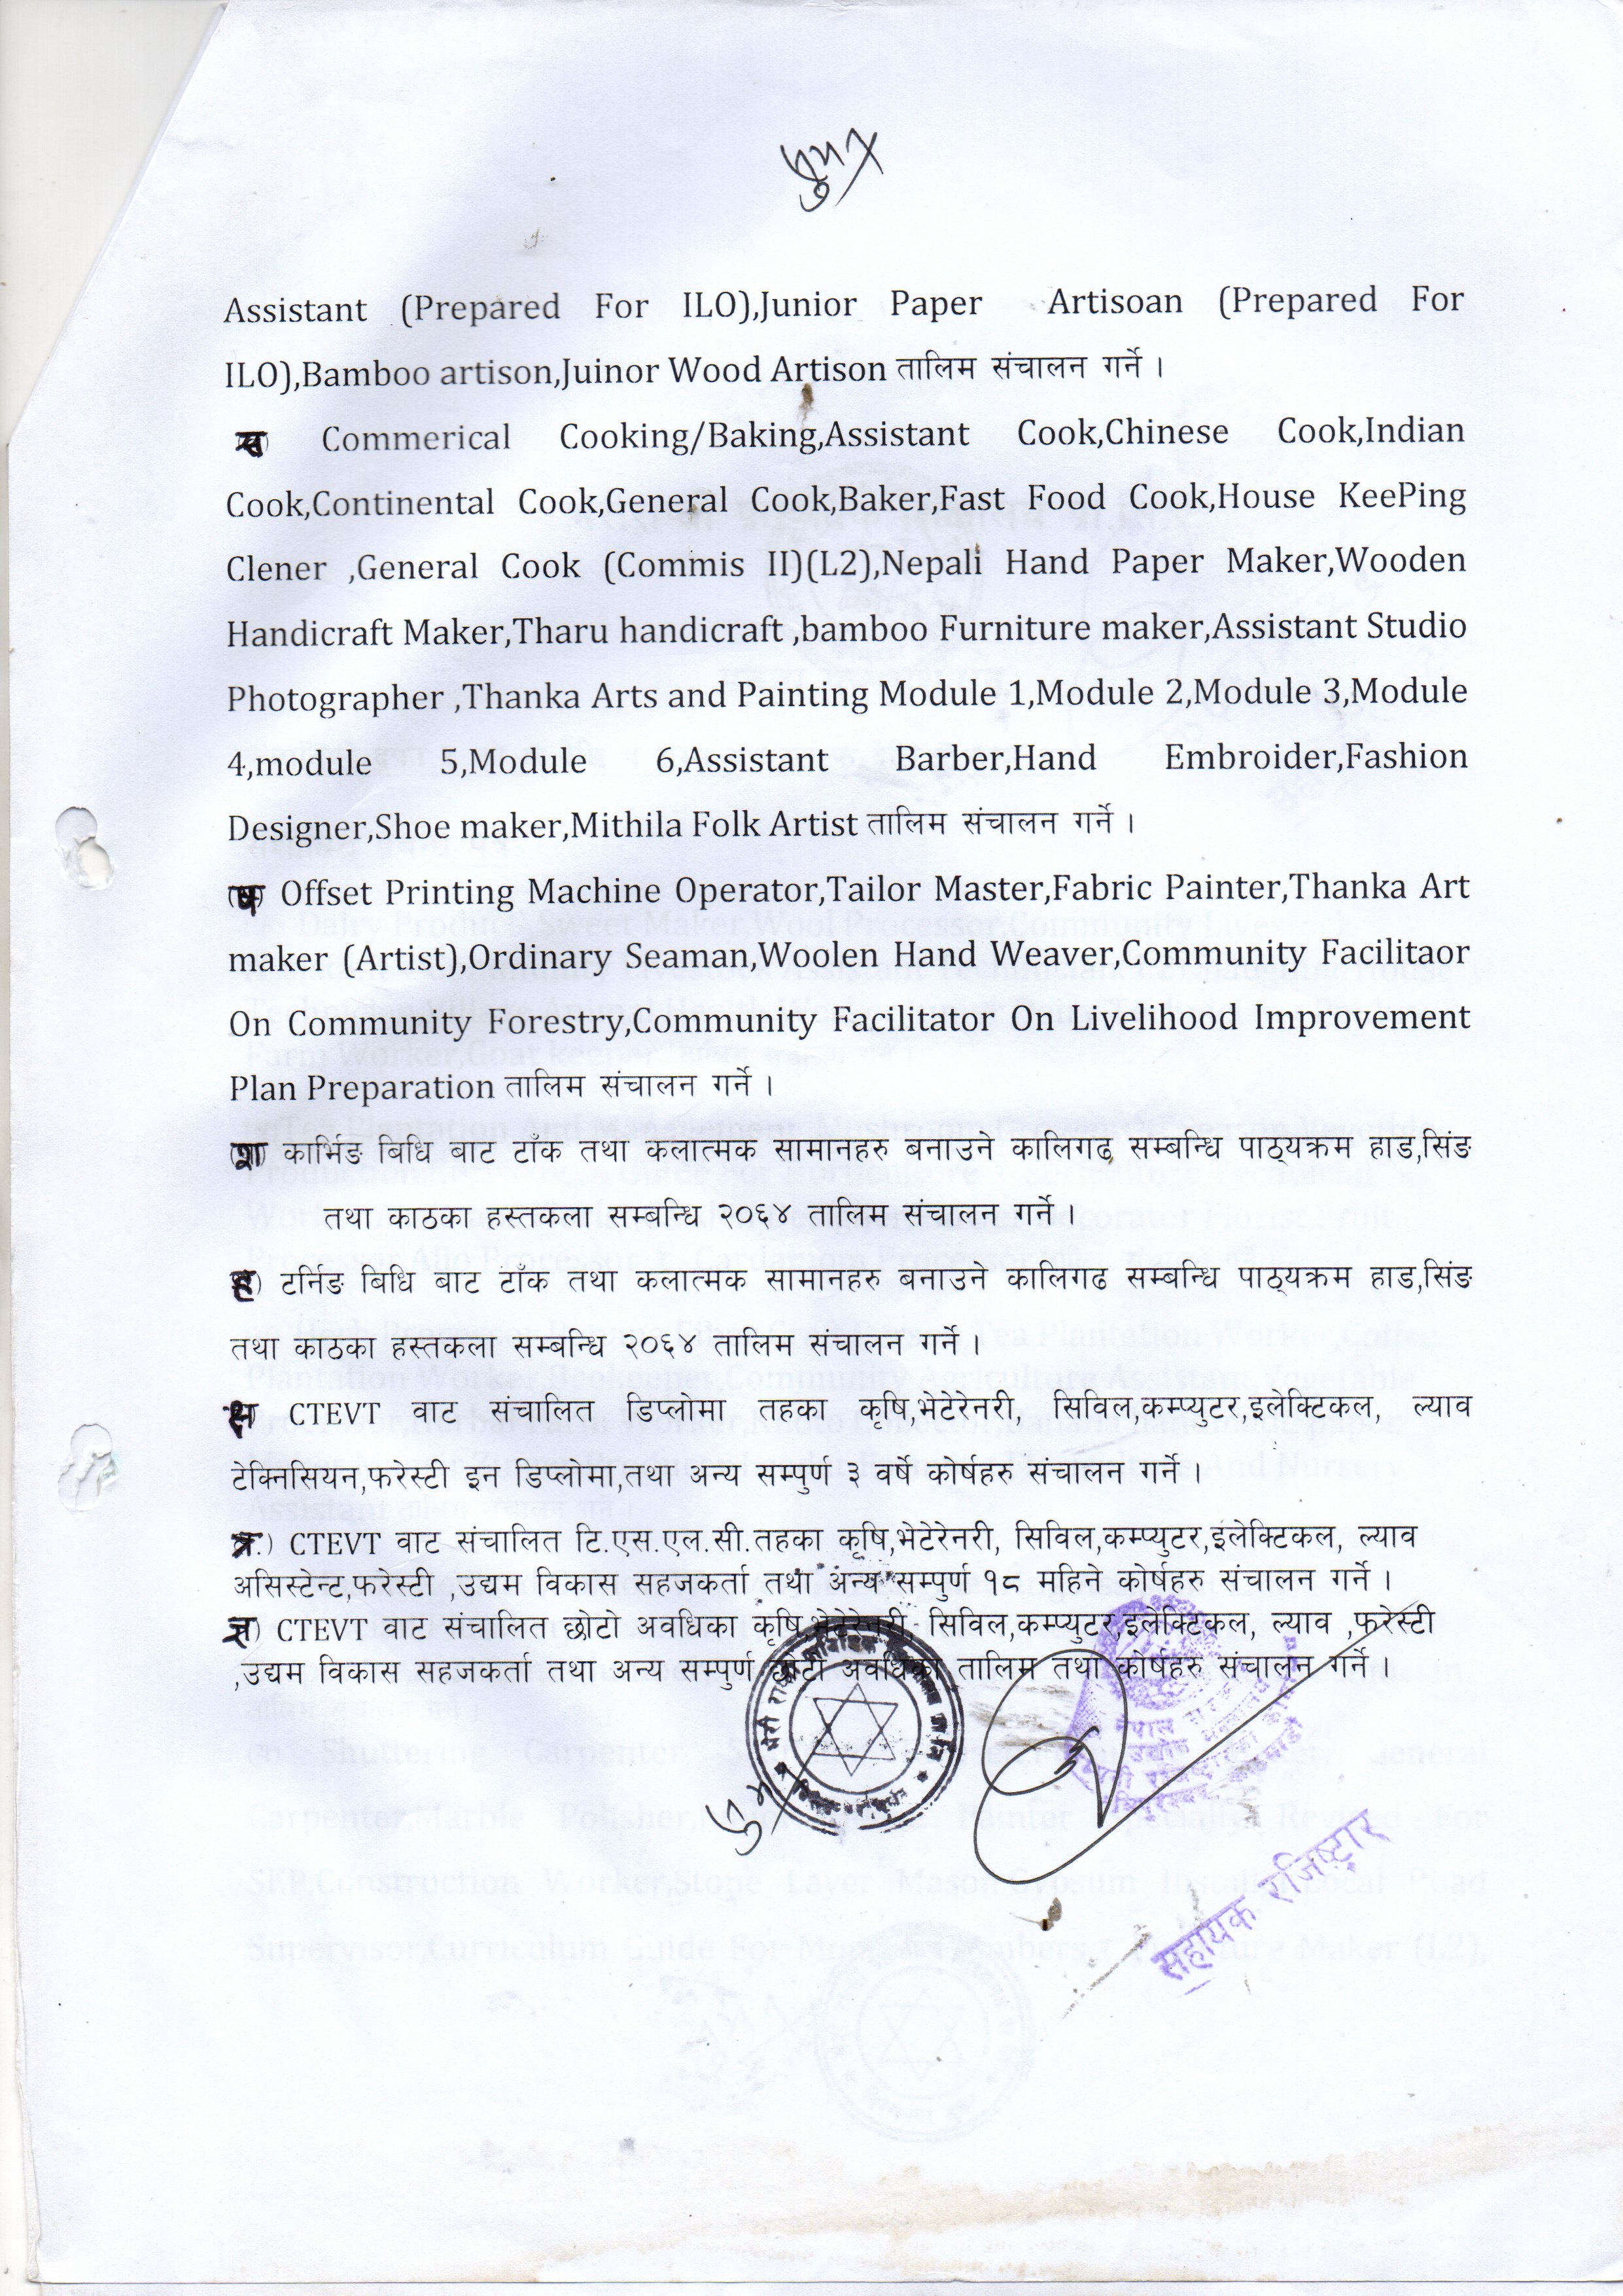 Assistant (Prepared For ILO),Junior Paper Artisoan (Prepared For
ILO),Bamboo artison,Juinor Wood Artison तालिम संचालन गर्ने ।
स) Commerical Cooking/Baking,Assistant Cook,Chinese Cook,Indian
Cook,Continental Cook,General Cook,Baker,Fast Food Cook,House KeePing
Clener ,General Cook (Commis II)(L2),Nepali Hand Paper Maker,Wooden
Handicraft Maker,Tharu handicraft ,bamboo Furniture maker,Assistant Studio
Photographer ,Thanka Arts and Painting Module 1,Module 2,Module 3,Module
4,module 5,Module 6,Assistant Barber,Hand Embroider,Fashion
Designer,Shoe maker,Mithila Folk Artist तालिम संचालन गर्ने ।
(ष) Offset Printing Machine Operator,Tailor Master,Fabric Painter,Thanka Art
maker (Artist),Ordinary Seaman,Woolen Hand Weaver,Community Facilitaor
On Community Forestry,Community Facilitator On Livelihood Improvement
Plan Preparation तालिम संचालन गर्ने ।
(श) कार्भिङ बिधि बाट टाँक तथा कलात्मक सामानहरु बनाउने कालिगढ सम्बन्धि पाठ्यक्रम हाड,सिंङ
तथा काठका हस्तकला सम्बन्धि २०६४ तालिम संचालन गर्ने ।
ह) टर्निङ बिधि बाट टाँक तथा कलात्मक सामानहरु बनाउने कालिगढ सम्बन्धि पाठ्यक्रम हाड,सिंङ
तथा काठका हस्तकला सम्बन्धि २०६४ तालिम संचालन गर्ने ।
क्ष CTEVT वाट संचालित डिप्लोमा तहका कृषि,भेटेरेनरी, सिविल,कम्प्युटर,इलेक्टिकल, ल्याव
टेक्निसियन,फरेस्टी इन डिप्लोमा,तथा अन्य सम्पुर्ण ३ वर्षे कोर्षहरु संचालन गर्ने ।
त्र.) CTEVT वाट संचालित टि.एस.एल.सी.तहका कृषि,भेटेरेनरी, सिविल,कम्प्युटर,इलेक्टिकल, ल्याव
असिस्टेन्ट,फरेस्टी ,उद्यम विकास सहजकर्ता तथा अन्य सम्पुर्ण १८ महिने कोर्षहरु संचालन गर्ने ।
ज्ञ) CTEVT वाट संचालित छोटो अवधिका कृषि,भेटेरेनरी, सिविल,कम्प्युटर,इलेक्टिकल, ल्याव ,फरेस्टी
,उद्यम विकास सहजकर्ता तथा अन्य सम्पुर्ण छोटो अवधिका तालिम तथा कोर्षहरु संचालन गर्ने ।
सहायक रजिष्ट्रार